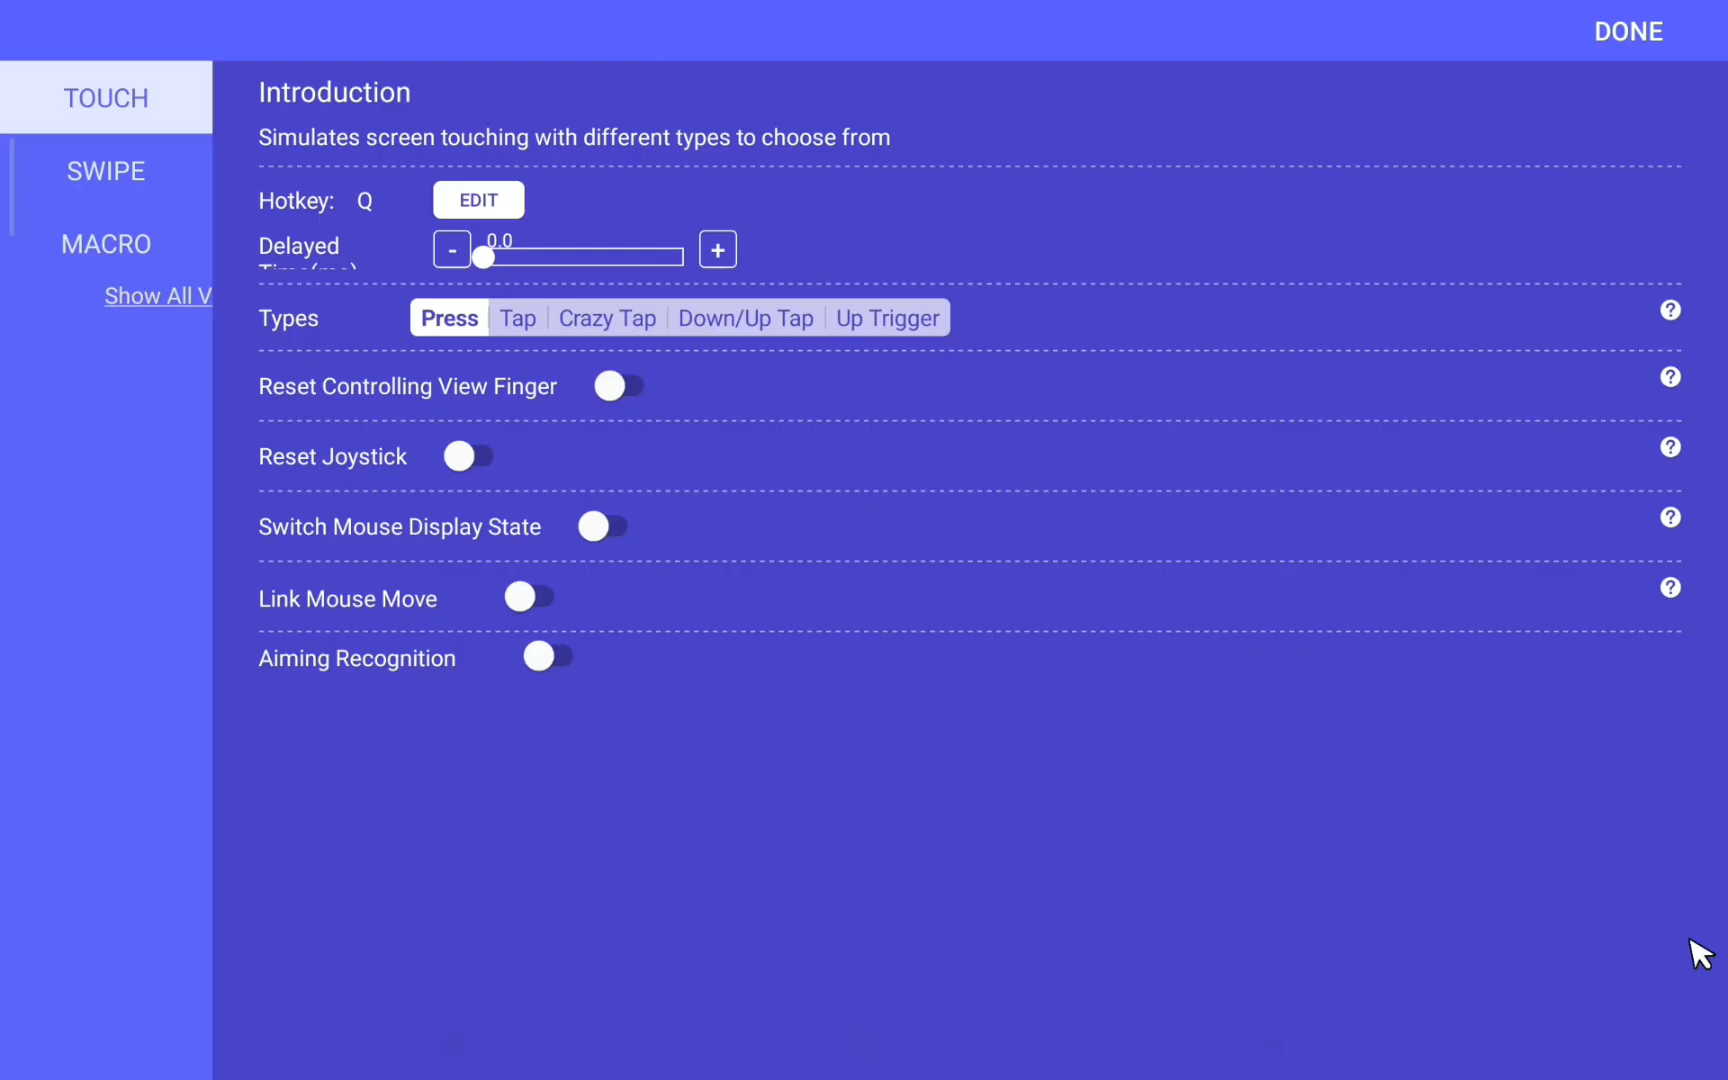 DONE
TOUCH
SWIPE
MACRO
Show All V
Introduction
Simulates screen touching with different types to choose from
Hotkey: Q EDIT
Delayed - 0.0 +
Types Press Tap Crazy Tap Down/Up Tap Up Trigger ?
Reset Controlling View Finger ?
Reset Joystick ?
Switch Mouse Display State ?
Link Mouse Move ?
Aiming Recognition